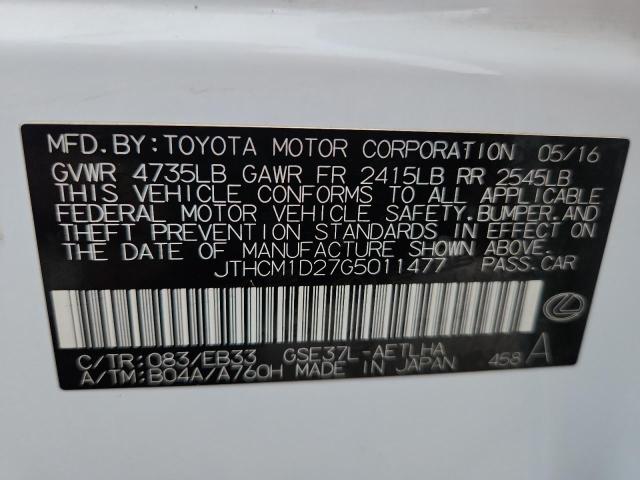 MFD. BY: TOYOTA MOTOR CORPORATION 05/16
GVWR 4735LB GAWR FR 2415LB RR 2545LB
THIS VEHICLE CONFORMS TO ALL APPLICABLE
FEDERAL MOTOR VEHICLE SAFETY, BUMPER, AND
THEFT PREVENTION STANDARDS IN EFFECT ON
THE DATE OF MANUFACTURE SHOWN ABOVE.
JTHCM1D27G5011477 PASS. CAR
C/TR: 083/EB33 GSE37L-AETLHA
A/TM: B04A/A760H MADE IN JAPAN 458 A